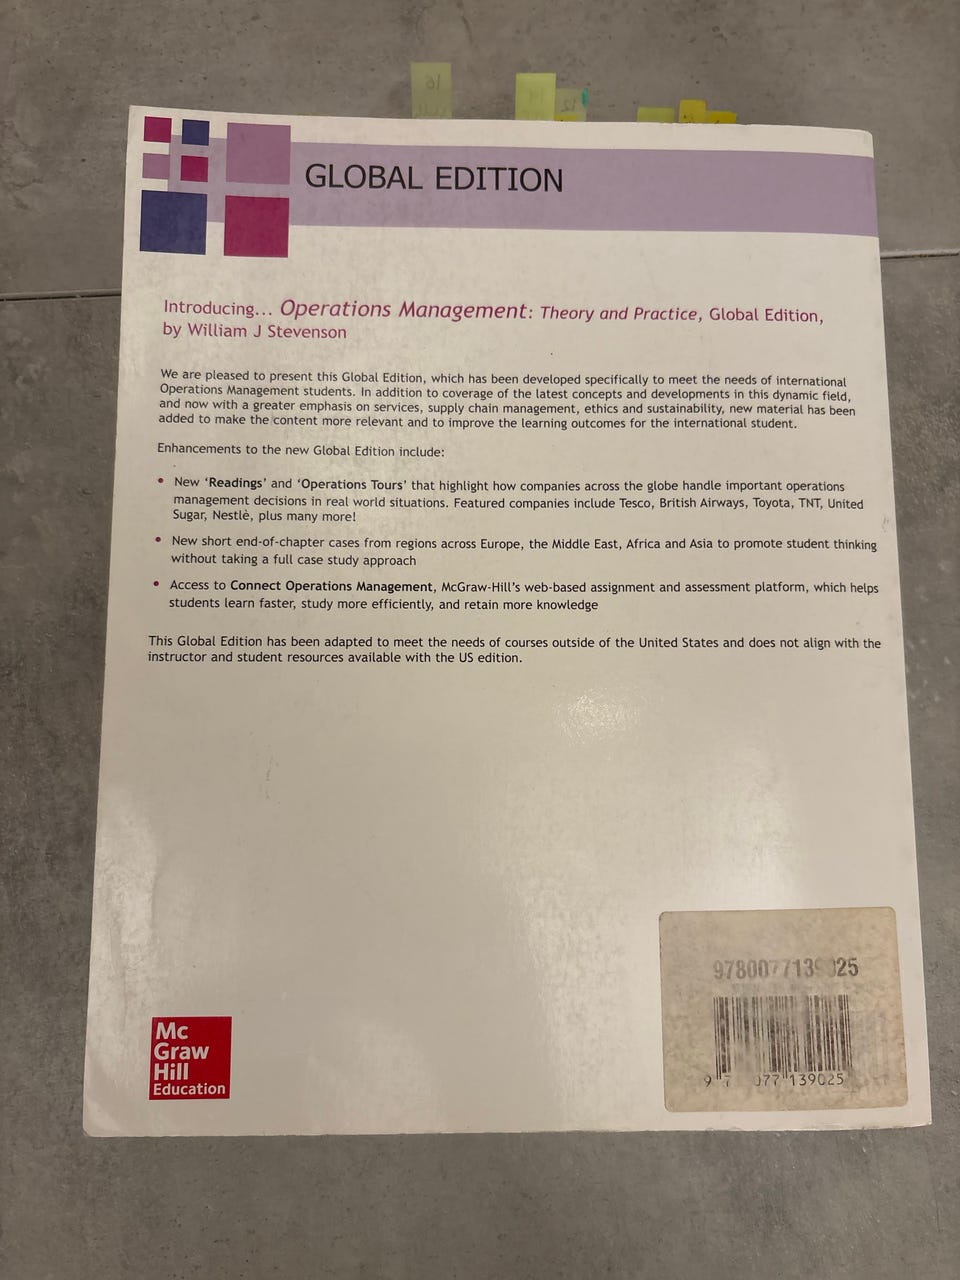 16
12
GLOBAL EDITION
Introducing... Operations Management: Theory and Practice, Global Edition,
by William J Stevenson
We are pleased to present this Global Edition, which has been developed specifically to meet the needs of international
Operations Management students. In addition to coverage of the latest concepts and developments in this dynamic field,
and now with a greater emphasis on services, supply chain management, ethics and sustainability, new material has been
added to make the content more relevant and to improve the learning outcomes for the international student.
Enhancements to the new Global Edition include:
• New ‘Readings’ and ‘Operations Tours’ that highlight how companies across the globe handle important operations
management decisions in real world situations. Featured companies include Tesco, British Airways, Toyota, TNT, United
Sugar, Nestlè, plus many more!
• New short end-of-chapter cases from regions across Europe, the Middle East, Africa and Asia to promote student thinking
without taking a full case study approach
• Access to Connect Operations Management, McGraw-Hill’s web-based assignment and assessment platform, which helps
students learn faster, study more efficiently, and retain more knowledge
This Global Edition has been adapted to meet the needs of courses outside of the United States and does not align with the
instructor and student resources available with the US edition.
Mc
Graw
Hill
Education
9780077139025
9 7 077 139025